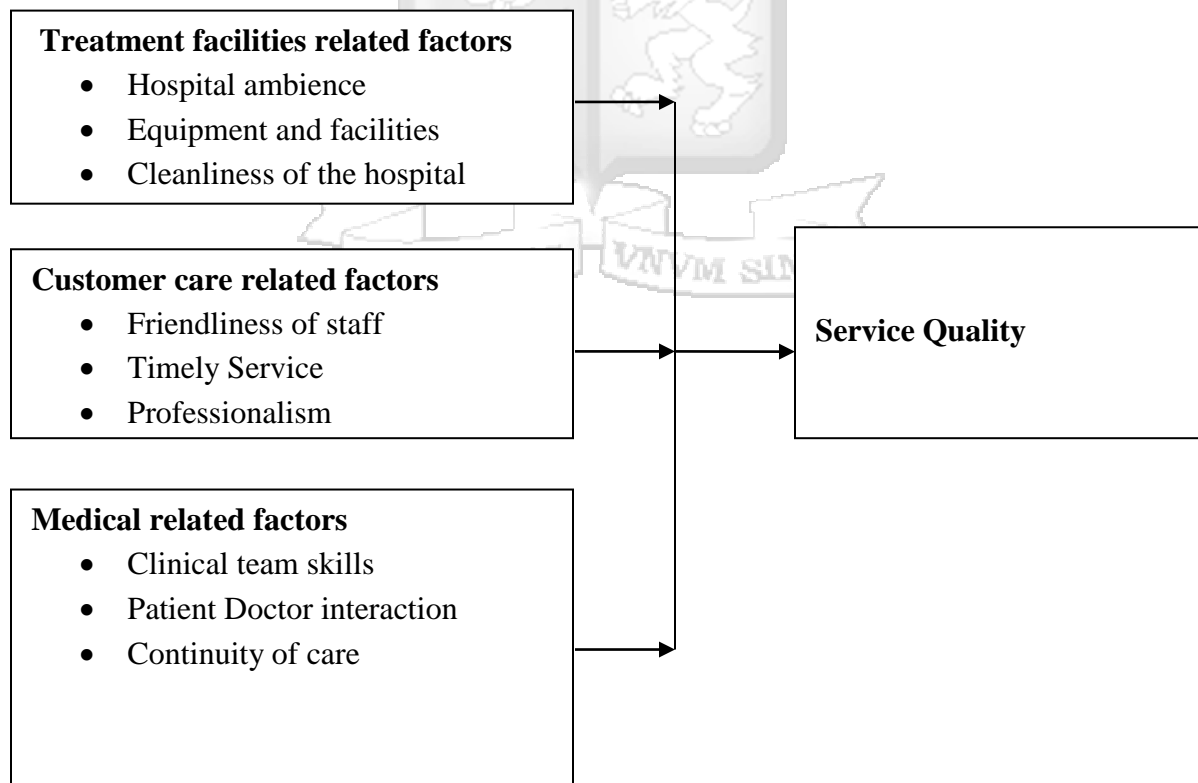 Treatment facilities related factors
• Hospital ambience
• Equipment and facilities
• Cleanliness of the hospital
Customer care related factors
• Friendliness of staff
• Timely Service
• Professionalism
Medical related factors
• Clinical team skills
• Patient Doctor interaction
• Continuity of care
Service Quality
VNVM